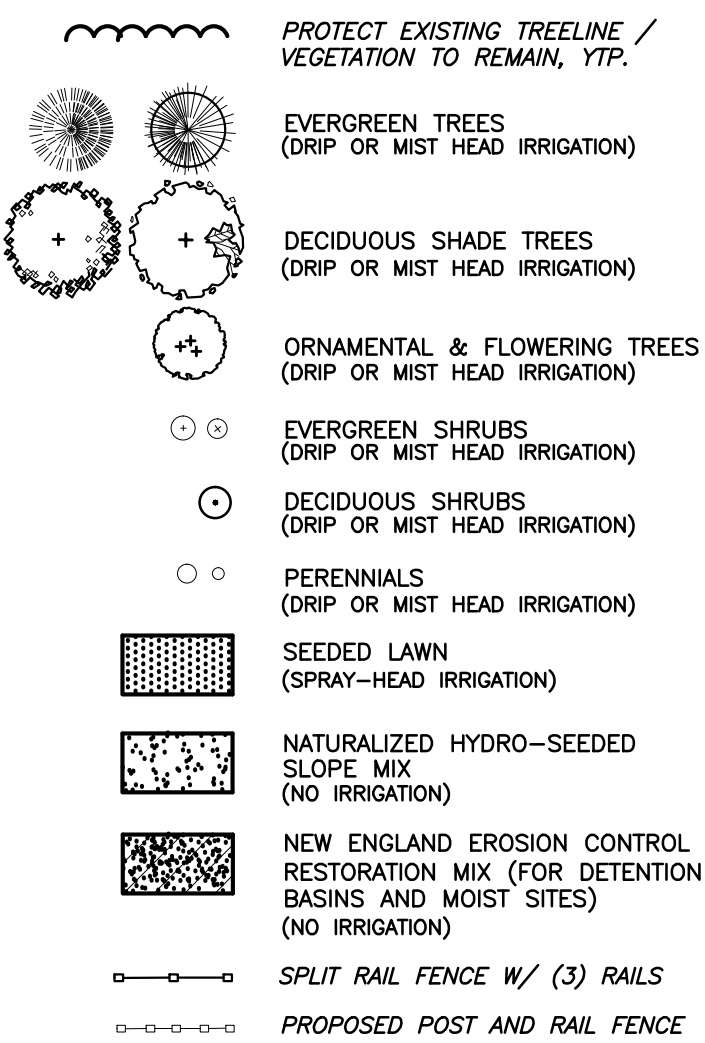 PROTECT EXISTING TREELINE /
VEGETATION TO REMAIN, YTP.
EVERGREEN TREES
(DRIP OR MIST HEAD IRRIGATION)
DECIDUOUS SHADE TREES
(DRIP OR MIST HEAD IRRIGATION)
ORNAMENTAL & FLOWERING TREES
(DRIP OR MIST HEAD IRRIGATION)
EVERGREEN SHRUBS
(DRIP OR MIST HEAD IRRIGATION)
DECIDUOUS SHRUBS
(DRIP OR MIST HEAD IRRIGATION)
PERENNIALS
(DRIP OR MIST HEAD IRRIGATION)
SEEDED LAWN
(SPRAY-HEAD IRRIGATION)
NATURALIZED HYDRO-SEEDED
SLOPE MIX
(NO IRRIGATION)
NEW ENGLAND EROSION CONTROL
RESTORATION MIX (FOR DETENTION
BASINS AND MOIST SITES)
(NO IRRIGATION)
SPLIT RAIL FENCE W/ (3) RAILS
PROPOSED POST AND RAIL FENCE